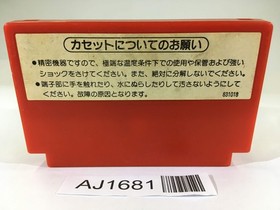 カセットについてのお願い
●精密機器ですので、極端な温度条件下での使用や保管および強い
ショックをさけてください。また、絶対に分解しないでください。
●端子部に手を触れたり、水にぬらしたりして汚さないようにして
ください。故障の原因となります。
AJ1681